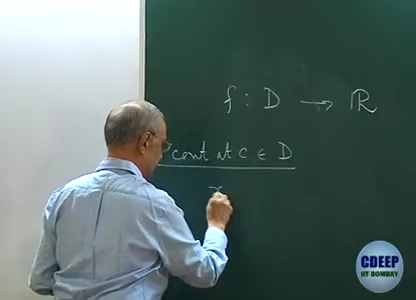 f : D → ℝ
cont at c ∈ D
x
CDEEP
IIT BOMBAY